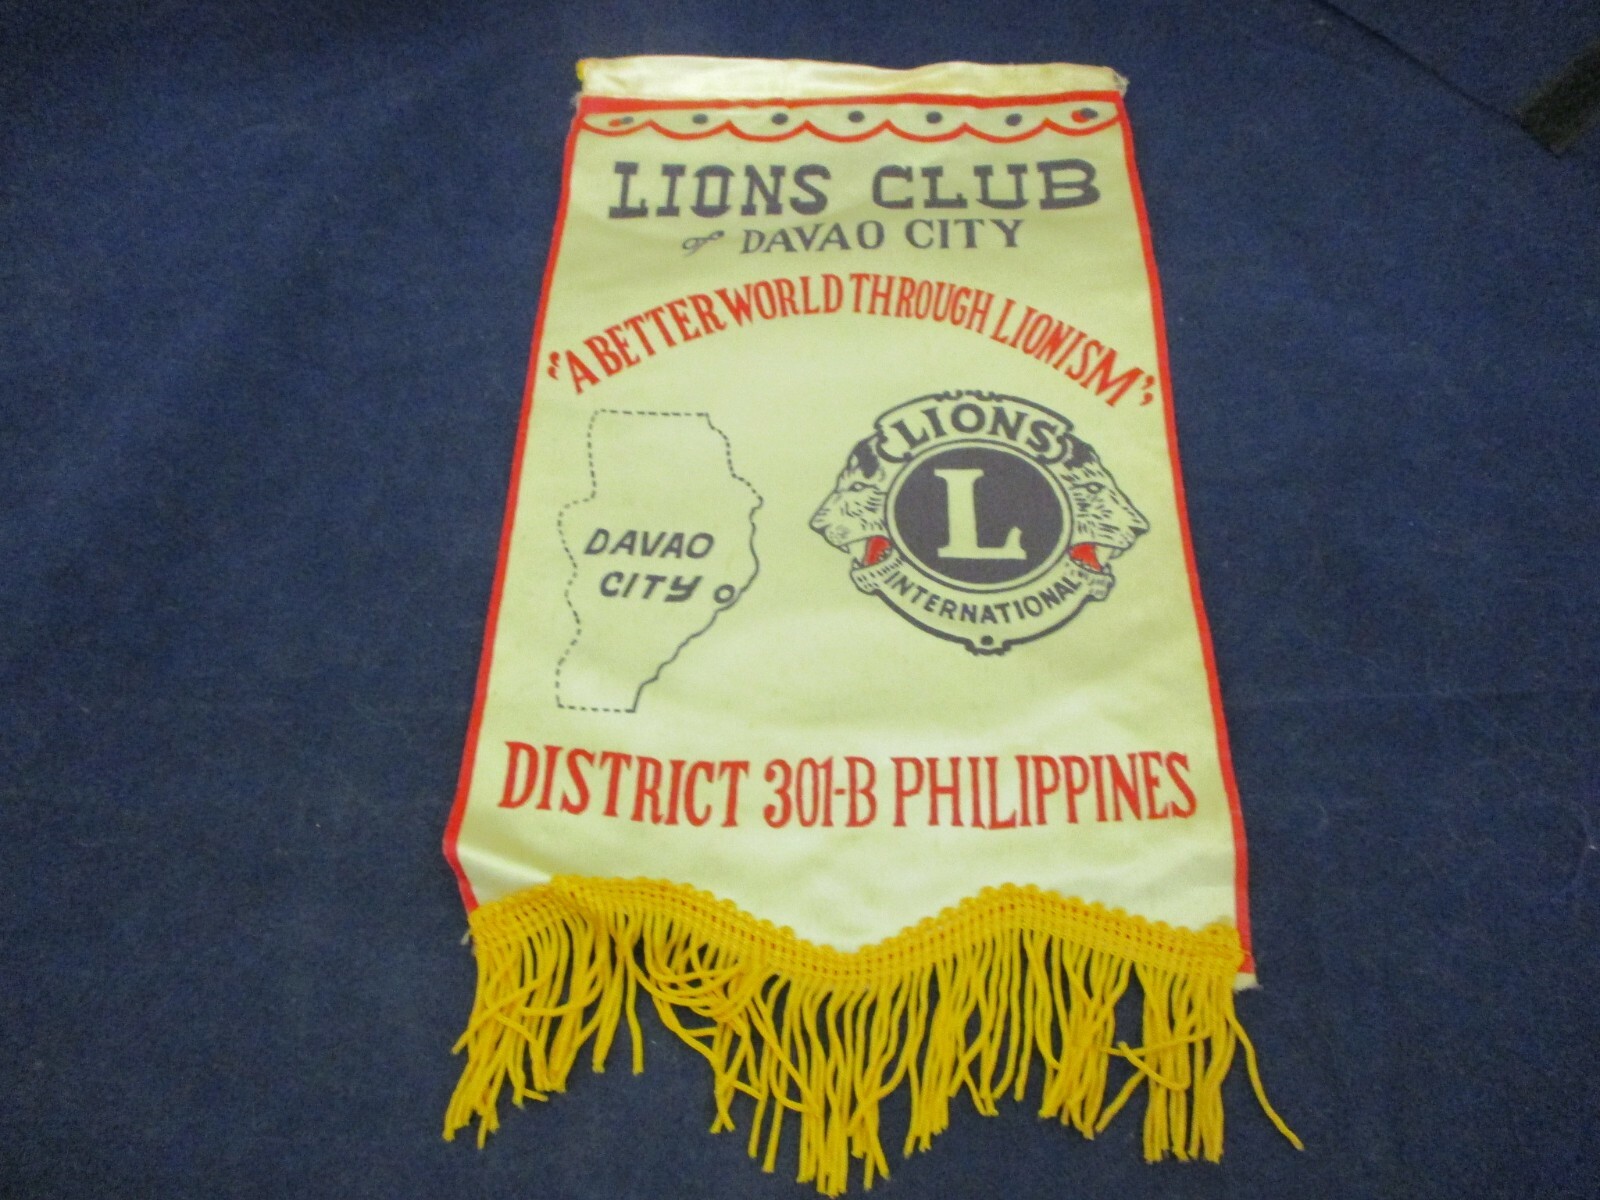 LIONS CLUB
of DAVAO CITY
"A BETTER WORLD THROUGH LIONISM"
DAVAO
CITY
LIONS
L
INTERNATIONAL
DISTRICT 301-B PHILIPPINES